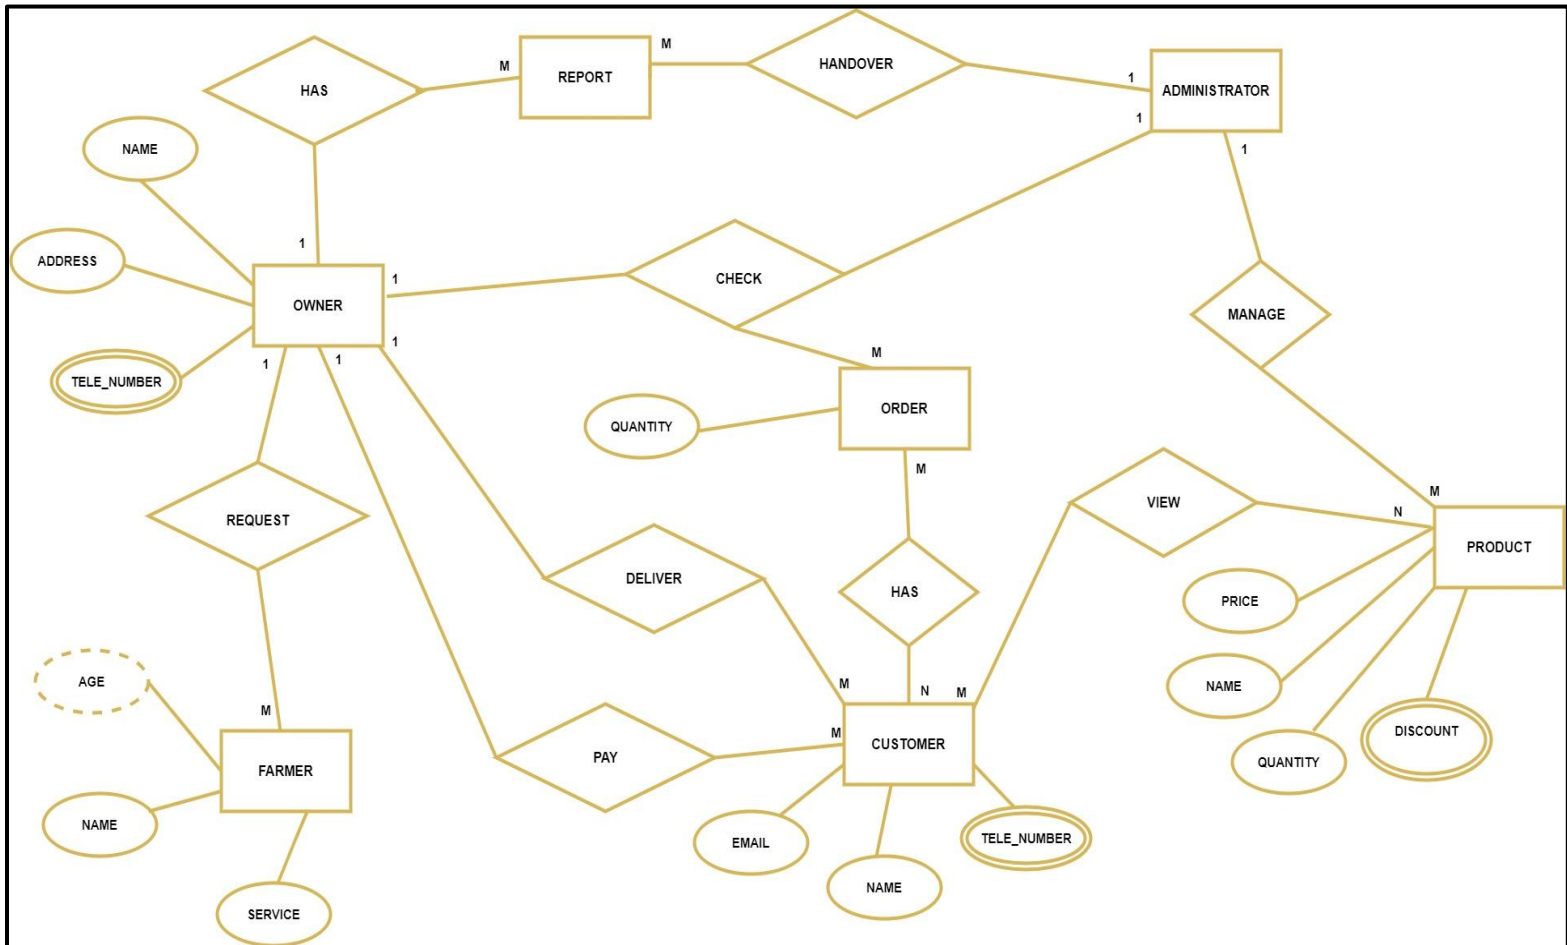 HAS
M
REPORT
M
HANDOVER
1
ADMINISTRATOR
1
1
NAME
ADDRESS
TELE_NUMBER
1
OWNER
1
1
1
1
CHECK
M
MANAGE
QUANTITY
ORDER
M
REQUEST
DELIVER
HAS
VIEW
M
N
PRODUCT
PRICE
NAME
QUANTITY
DISCOUNT
AGE
M
FARMER
NAME
SERVICE
PAY
M
M
N
M
CUSTOMER
EMAIL
NAME
TELE_NUMBER